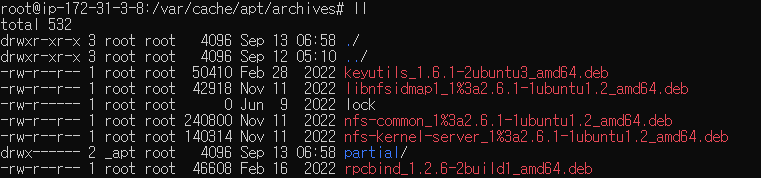 root@ip-172-31-3-8:/var/cache/apt/archives# ll
total 532
drwxr-xr-x 3 root root   4096 Sep 13 06:58 ./
drwxr-xr-x 3 root root   4096 Sep 12 05:10 ../
-rw-r--r-- 1 root root  50410 Feb 28  2022 keyutils_1.6.1-2ubuntu3_amd64.deb
-rw-r--r-- 1 root root  42918 Nov 11  2022 libnfsidmap1_1%3a2.6.1-1ubuntu1.2_amd64.deb
-rw-r----- 1 root root      0 Jun  9  2022 lock
-rw-r--r-- 1 root root 240800 Nov 11  2022 nfs-common_1%3a2.6.1-1ubuntu1.2_amd64.deb
-rw-r--r-- 1 root root 140314 Nov 11  2022 nfs-kernel-server_1%3a2.6.1-1ubuntu1.2_amd64.deb
drwx------ 2 _apt root   4096 Sep 13 06:58 partial/
-rw-r--r-- 1 root root  46608 Feb 16  2022 rpcbind_1.2.6-2build1_amd64.deb